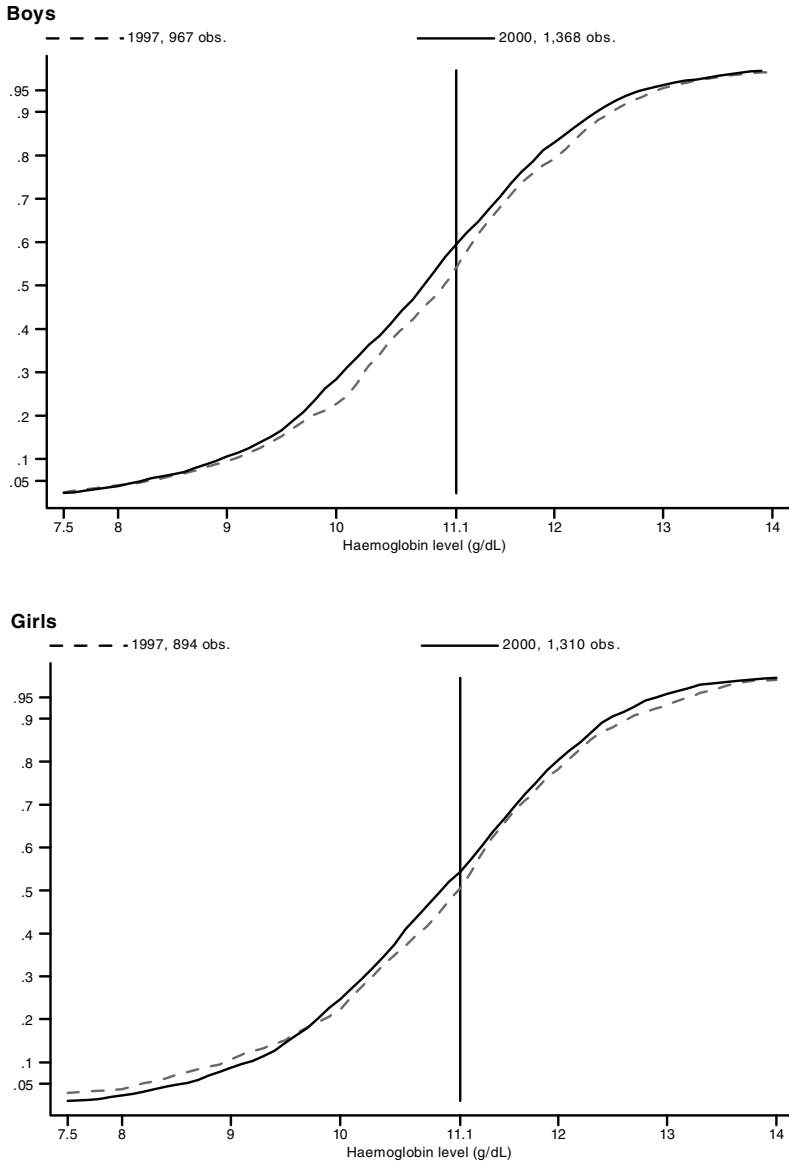 Boys
1997, 967 obs. 2000, 1,368 obs.
.95
.9
.8
.7
.6
.5
.4
.3
.2
.1
.05
7.5 8 9 10 11.1 12 13 14
Haemoglobin level (g/dL)
Girls
1997, 894 obs. 2000, 1,310 obs.
.95
.9
.8
.7
.6
.5
.4
.3
.2
.1
.05
7.5 8 9 10 11.1 12 13 14
Haemoglobin level (g/dL)